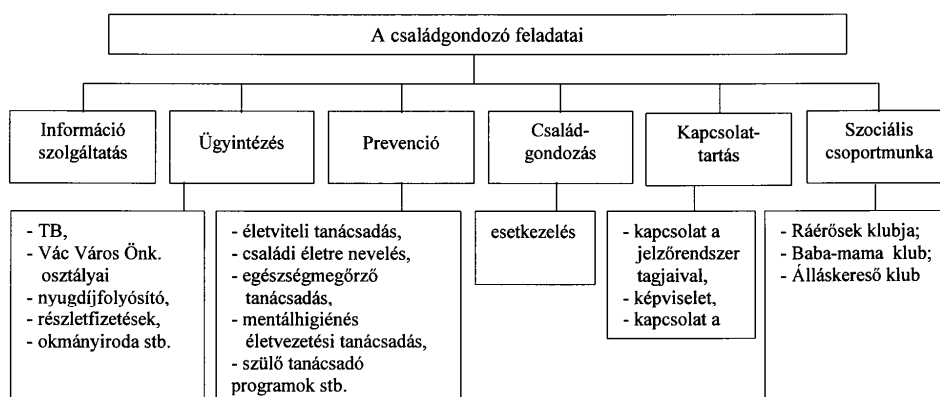 A családgondozó feladatai
Információ
szolgáltatás
Ügyintézés
Prevenció
Család-
gondozás
Kapcsolat-
tartás
Szociális
csoportmunka
- TB,
- Vác Város Önk.
osztályai
- nyugdíjfolyósító,
- részletfizetések,
- okmányiroda stb.
- életviteli tanácsadás,
- családi életre nevelés,
- egészségmegőrző
tanácsadás,
- mentálhigiénés
életvezetési tanácsadás,
- szülő tanácsadó
programok stb.
esetkezelés
- kapcsolat a
jelzőrendszer
tagjaival,
- képviselet,
- kapcsolat a
- Ráérősek klubja;
- Baba-mama klub;
- Álláskereső klub